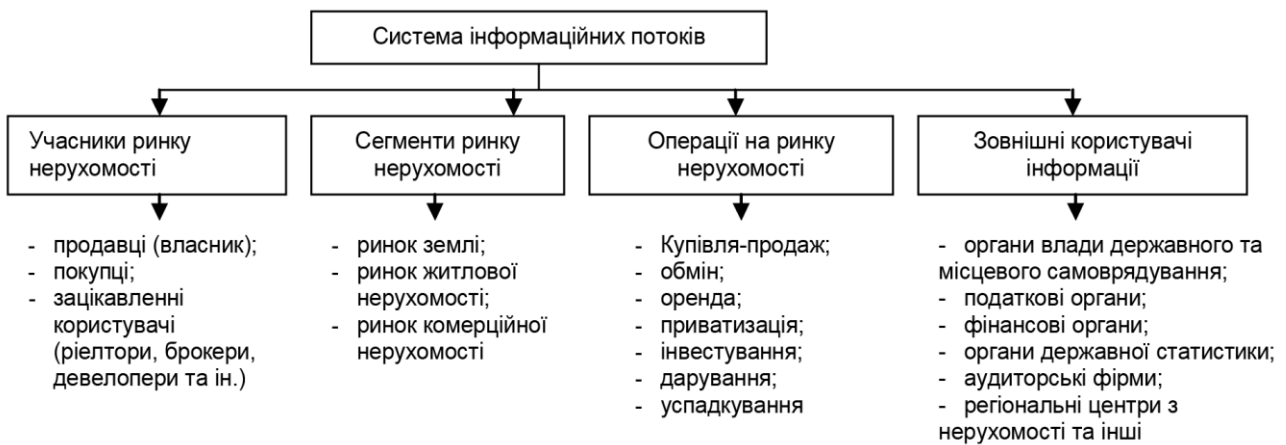 Система інформаційних потоків
Учасники ринку
нерухомості
Сегменти ринку
нерухомості
Операції на ринку
нерухомості
Зовнішні користувачі
інформації
- продавці (власник);
- покупці;
- зацікавленні
користувачі
(ріелтори, брокери,
девелопери та ін.)
- ринок землі;
- ринок житлової
нерухомості;
- ринок комерційної
нерухомості
- Купівля-продаж;
- обмін;
- оренда;
- приватизація;
- інвестування;
- дарування;
- успадкування
- органи влади державного та
місцевого самоврядування;
- податкові органи;
- фінансові органи;
- органи державної статистики;
- аудиторські фірми;
- регіональні центри з
нерухомості та інші